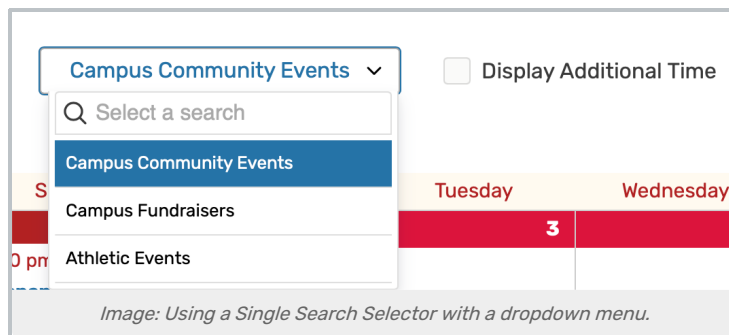 Campus Community Events
Display Additional Time
Select a search
Campus Community Events
Campus Fundraisers
Athletic Events
Tuesday
Wednesday
3
pm
Image: Using a Single Search Selector with a dropdown menu.